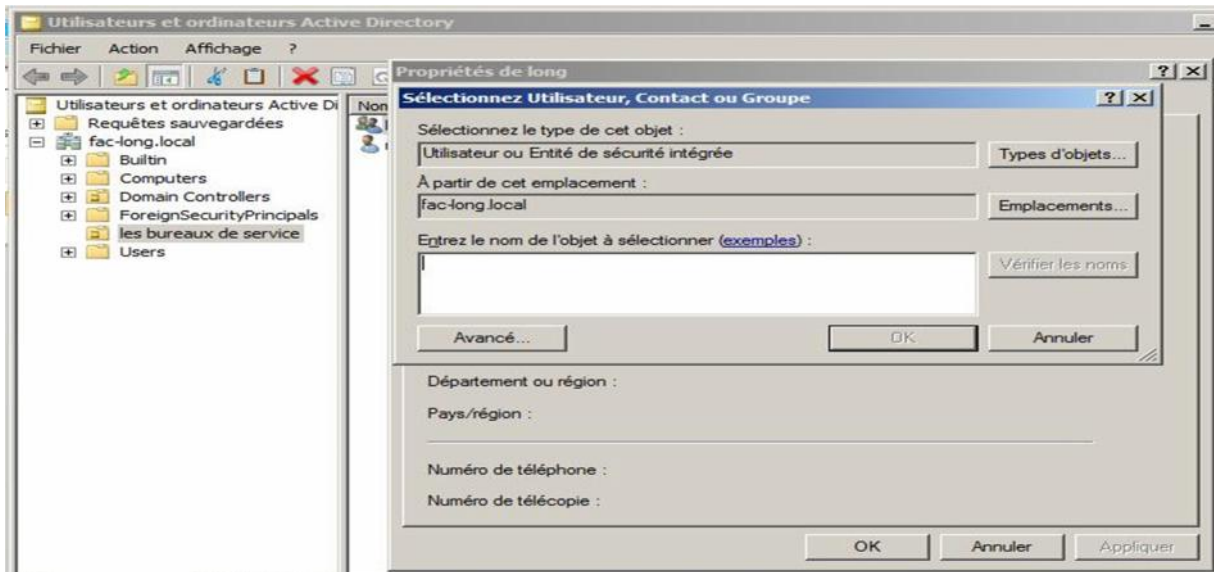 Utilisateurs et ordinateurs Active Directory
Fichier Action Affichage ?
Utilisateurs et ordinateurs Active Di
Requêtes sauvegardées
fac-long.local
Builtin
Computers
Domain Controllers
ForeignSecurityPrincipals
les bureaux de service
Users
Nom
Propriétés de long
Sélectionnez Utilisateur, Contact ou Groupe
Sélectionnez le type de cet objet :
Utilisateur ou Entité de sécurité intégrée
Types d'objets...
À partir de cet emplacement :
fac-long.local
Emplacements...
Entrez le nom de l'objet à sélectionner (exemples) :
Vérifier les noms
Avancé...
OK
Annuler
Département ou région :
Pays/région :
Numéro de téléphone :
Numéro de télécopie :
OK
Annuler
Appliquer